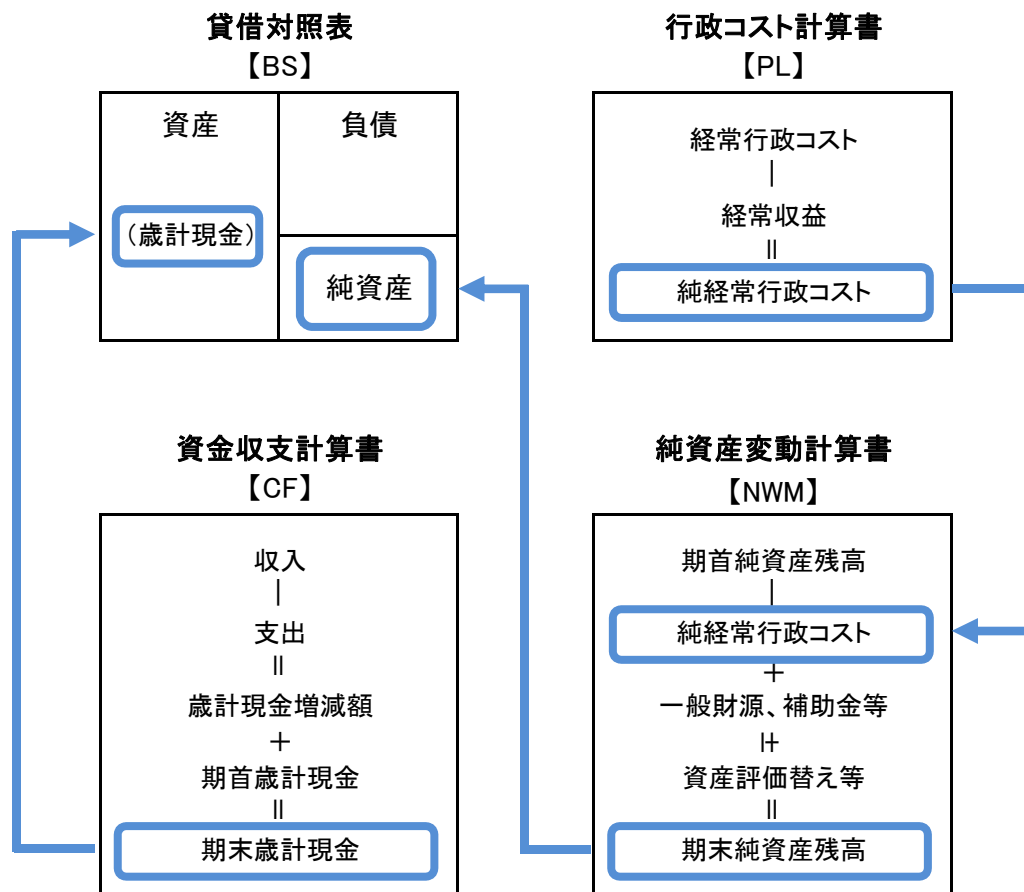 貸借対照表
【BS】
資産
負債
（歳計現金）
純資産
行政コスト計算書
【PL】
経常行政コスト
｜
経常収益
＝
純経常行政コスト
資金収支計算書
【CF】
収入
｜
支出
＝
歳計現金増減額
＋
期首歳計現金
＝
期末歳計現金
純資産変動計算書
【NWM】
期首純資産残高
｜
純経常行政コスト
＋
一般財源、補助金等
±
資産評価替え等
＝
期末純資産残高